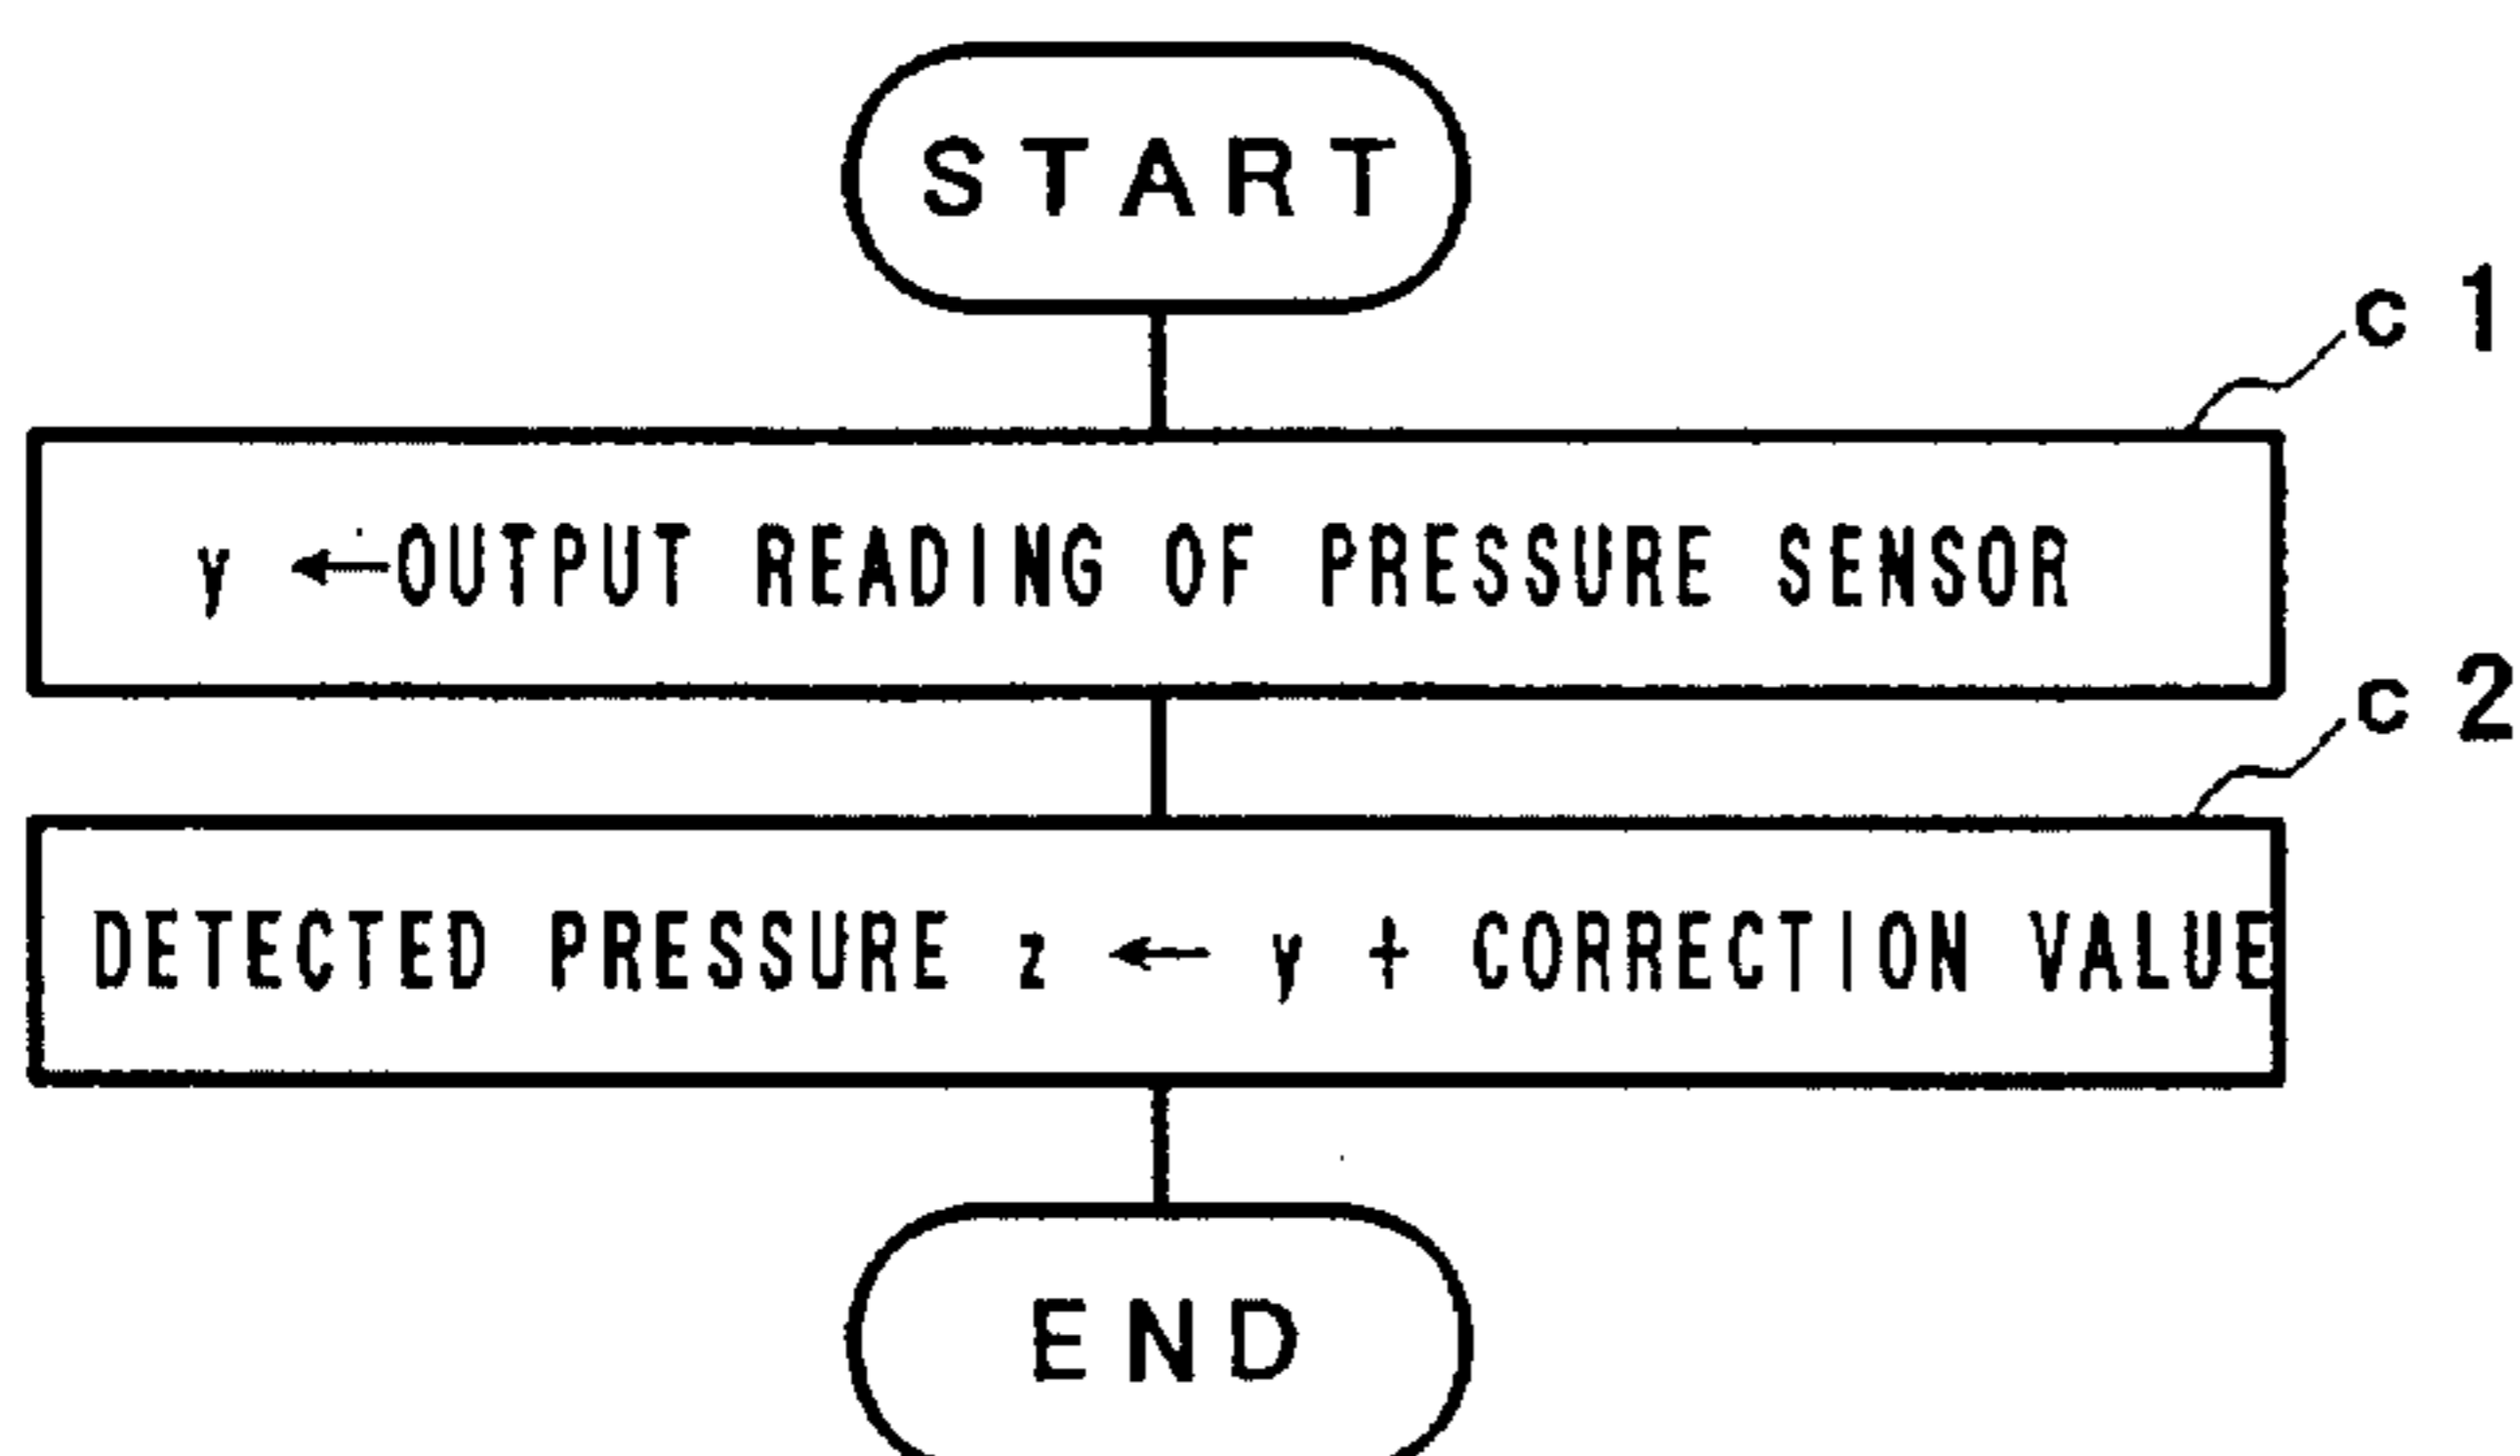 START
c 1
y ← OUTPUT READING OF PRESSURE SENSOR
c 2
DETECTED PRESSURE z ← y + CORRECTION VALUE
END